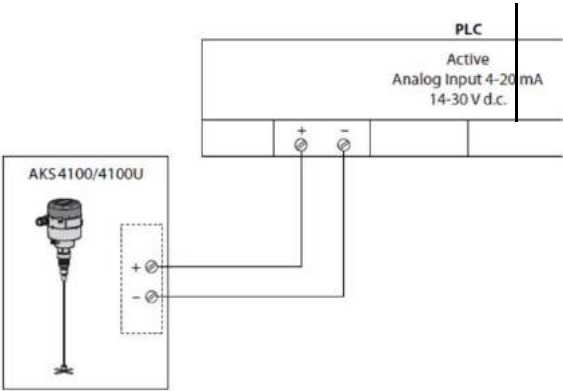 PLC
Active
Analog Input 4-20 mA
14-30 V d.c.
+ -
AKS 4100/4100U
+
-